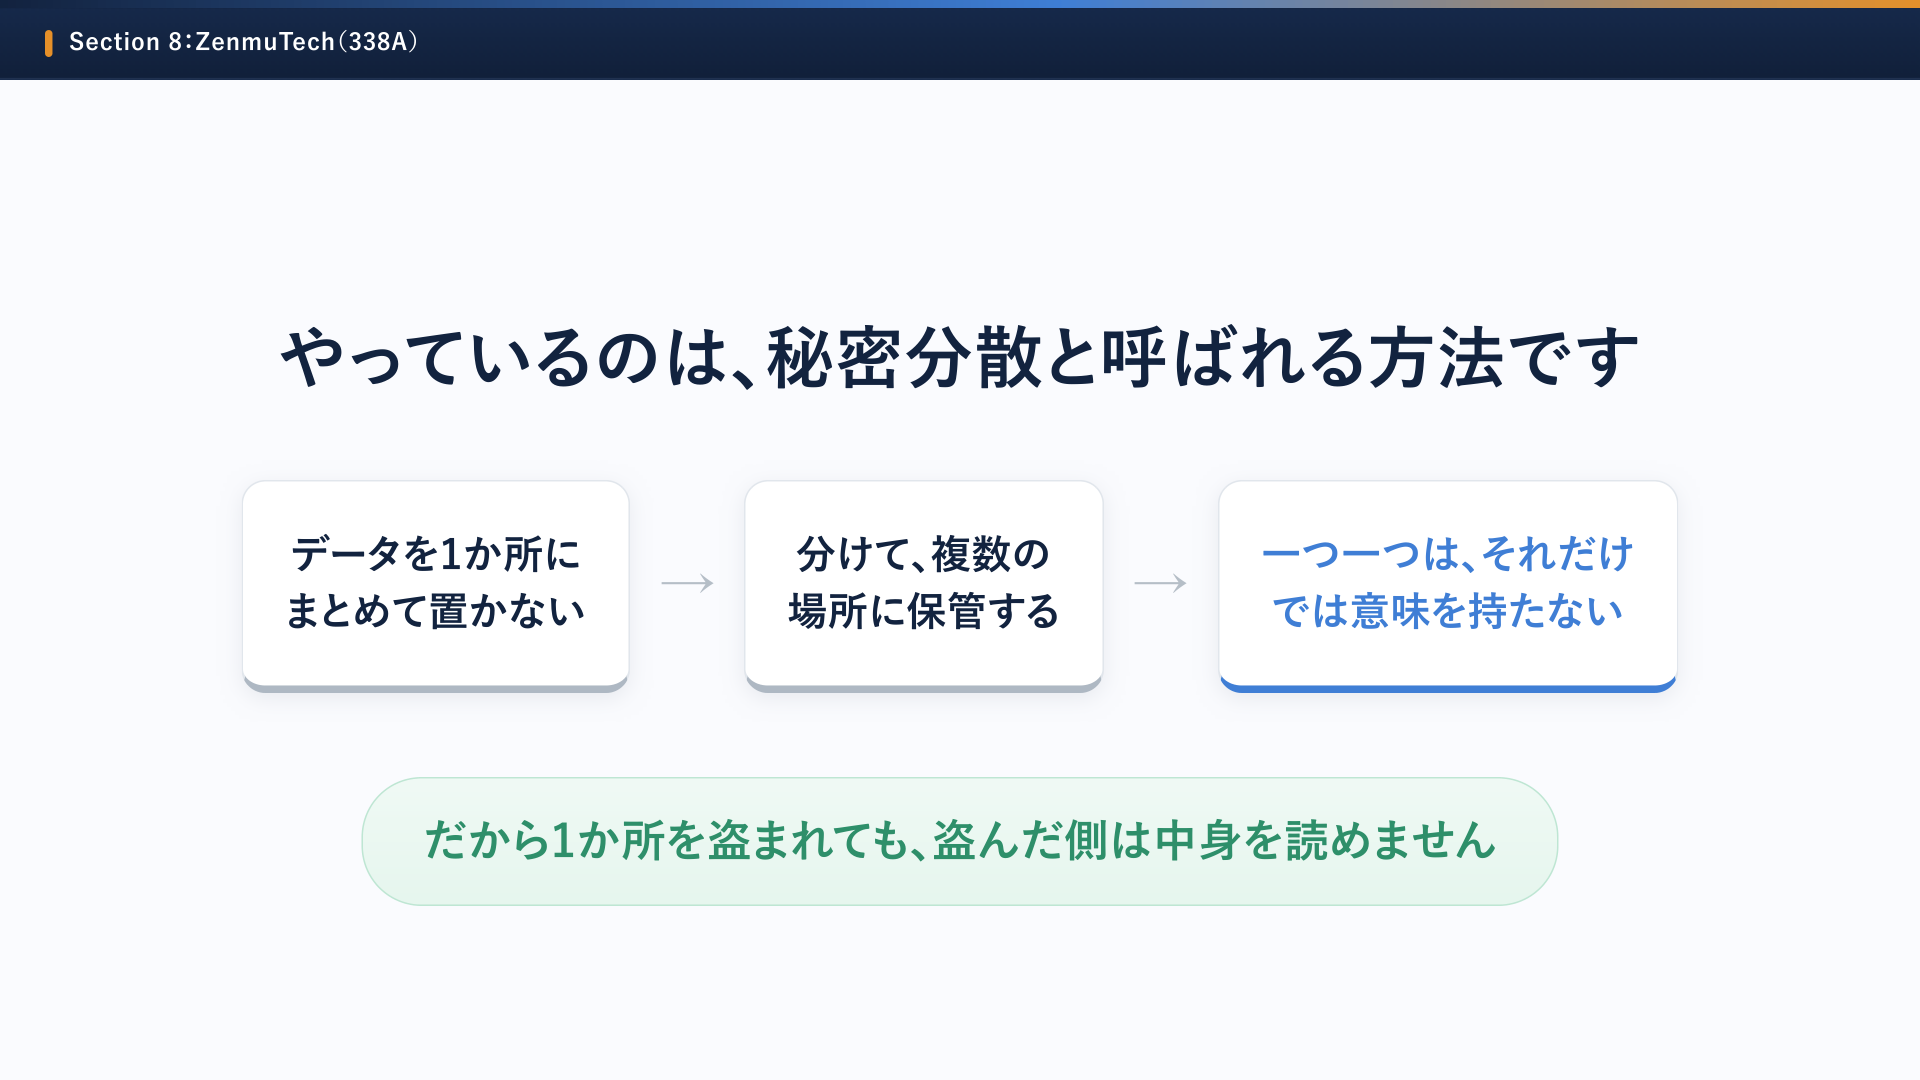 Section 8：ZenmuTech（338A）
やっているのは、秘密分散と呼ばれる方法です
データを1か所に
まとめて置かない
→
分けて、複数の
場所に保管する
→
一つ一つは、それだけ
では意味を持たない
だから1か所を盗まれても、盗んだ側は中身を読めません